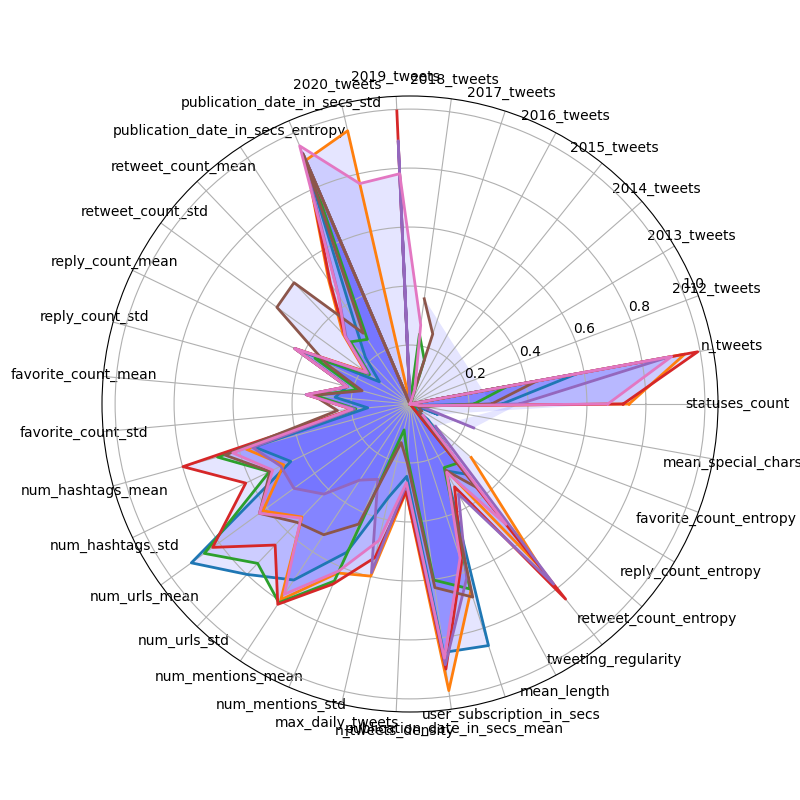 2019_tweets
2018_tweets
2020_tweets
2017_tweets
publication_date_in_secs_std
2016_tweets
publication_date_in_secs_entropy
2015_tweets
retweet_count_mean
2014_tweets
retweet_count_std
2013_tweets
reply_count_mean
1.0
2012_tweets
0.8
reply_count_std
0.6
n_tweets
0.4
favorite_count_mean
0.2
statuses_count
favorite_count_std
mean_special_chars
num_hashtags_mean
favorite_count_entropy
num_hashtags_std
reply_count_entropy
num_urls_mean
retweet_count_entropy
num_urls_std
tweeting_regularity
num_mentions_mean
mean_length
num_mentions_std
user_subscription_in_secs
max_daily_tweets
publication_date_in_secs_mean
n_tweets_density